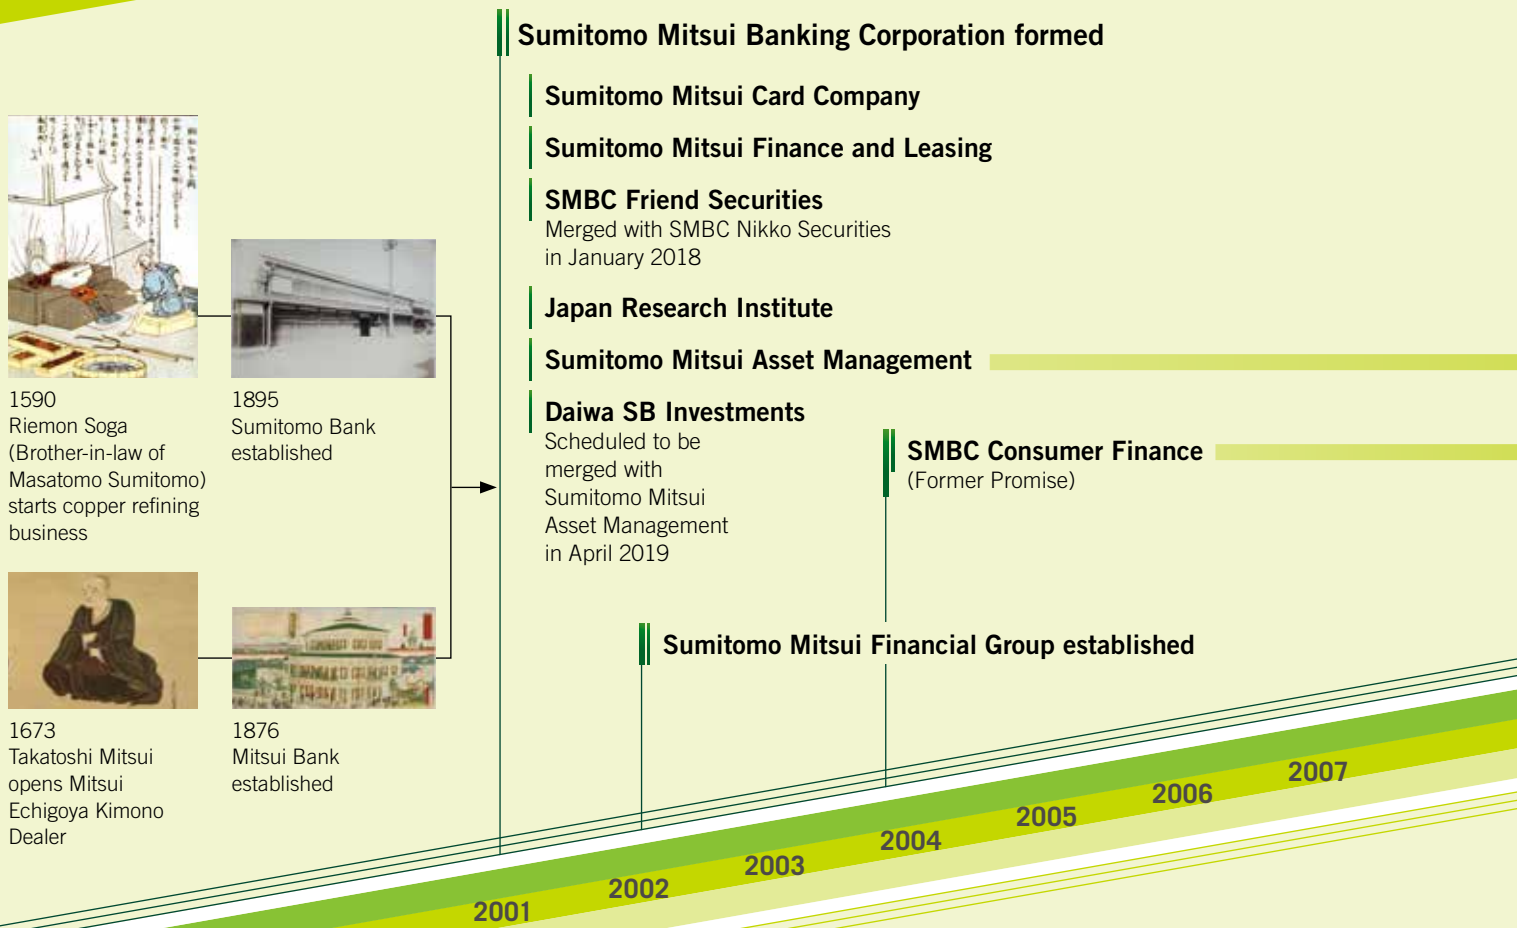 Sumitomo Mitsui Banking Corporation formed
Sumitomo Mitsui Card Company
Sumitomo Mitsui Finance and Leasing
SMBC Friend Securities
Merged with SMBC Nikko Securities
in January 2018
Japan Research Institute
Sumitomo Mitsui Asset Management
Daiwa SB Investments
Scheduled to be
merged with
Sumitomo Mitsui
Asset Management
in April 2019
SMBC Consumer Finance
(Former Promise)
Sumitomo Mitsui Financial Group established
1590
Riemon Soga
(Brother-in-law of
Masatomo Sumitomo)
starts copper refining
business
1895
Sumitomo Bank
established
1673
Takatoshi Mitsui
opens Mitsui
Echigoya Kimono
Dealer
1876
Mitsui Bank
established
2001
2002
2003
2004
2005
2006
2007